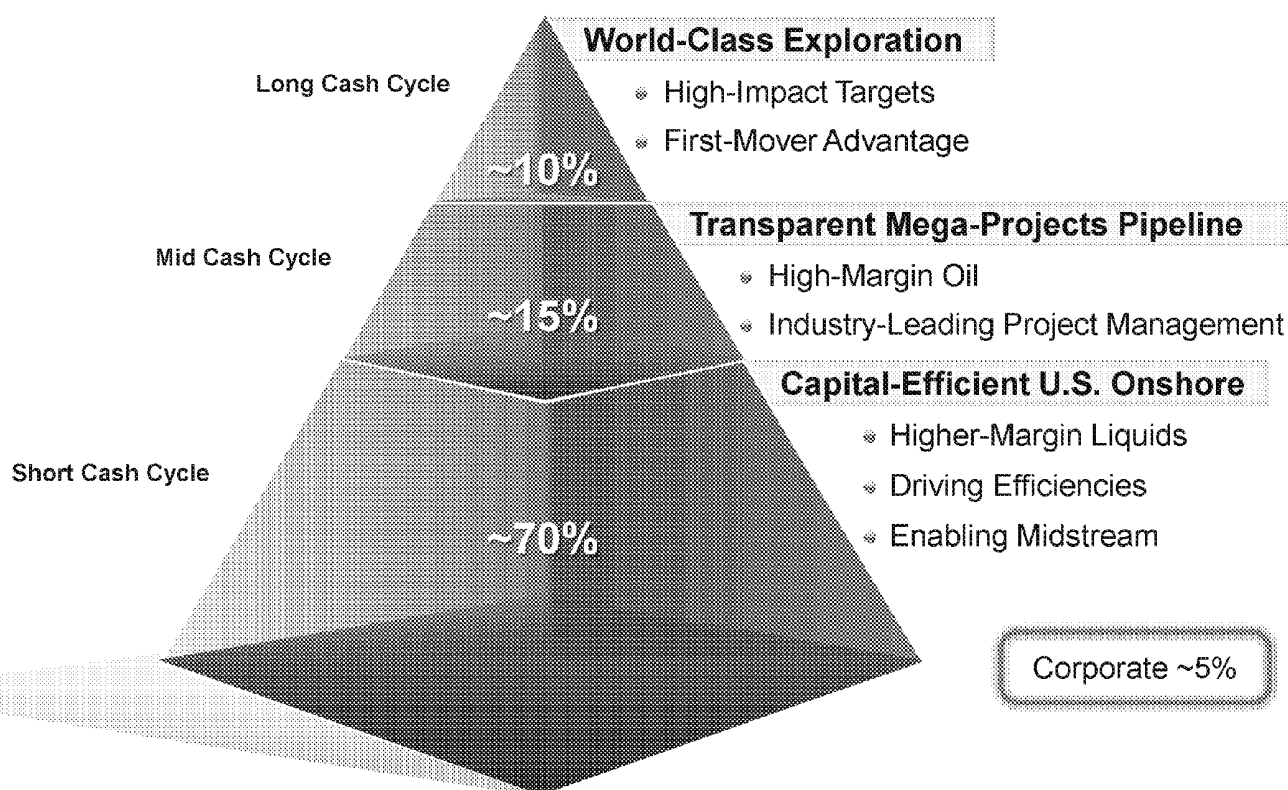 World-Class Exploration
Long Cash Cycle
• High-Impact Targets
• First-Mover Advantage
~10%
Transparent Mega-Projects Pipeline
Mid Cash Cycle
• High-Margin Oil
~15%
• Industry-Leading Project Management
Capital-Efficient U.S. Onshore
• Higher-Margin Liquids
Short Cash Cycle
• Driving Efficiencies
~70%
• Enabling Midstream
Corporate ~5%